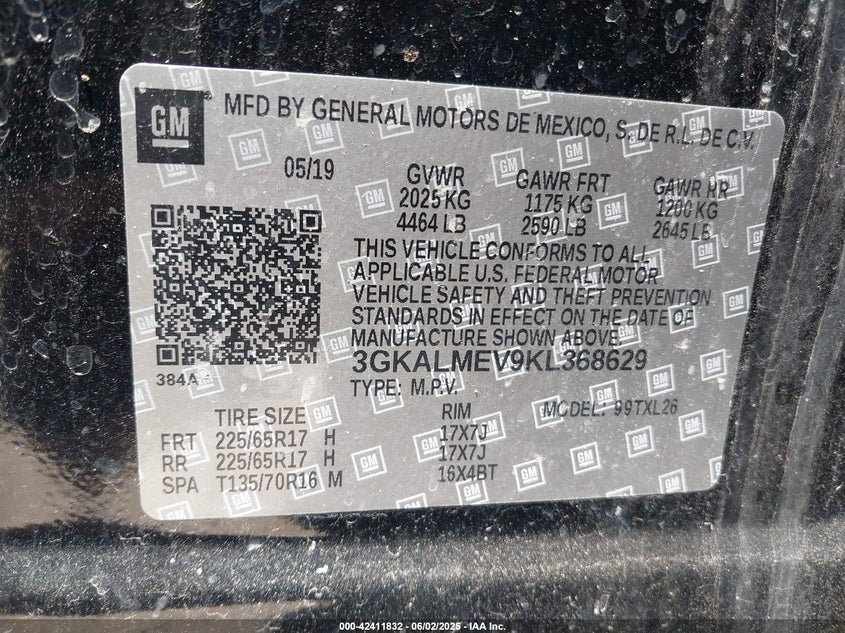 GM
MFD BY GENERAL MOTORS DE MEXICO, S. DE R.L. DE C.V.
05/19 GVWR GAWR FRT GAWR RR
2025 KG 1175 KG 1200 KG
4464 LB 2590 LB 2645 LB
THIS VEHICLE CONFORMS TO ALL
APPLICABLE U.S. FEDERAL MOTOR
VEHICLE SAFETY AND THEFT PREVENTION
STANDARDS IN EFFECT ON THE DATE OF
MANUFACTURE SHOWN ABOVE.
3GKALMEV9KL368629
384A
TYPE: M.P.V. MODEL: 99TXL26
TIRE SIZE RIM
FRT 225/65R17 H 17X7J
RR 225/65R17 H 17X7J
SPA T135/70R16 M 16X4BT
000-42411832 - 06/02/2025 - IAA Inc.